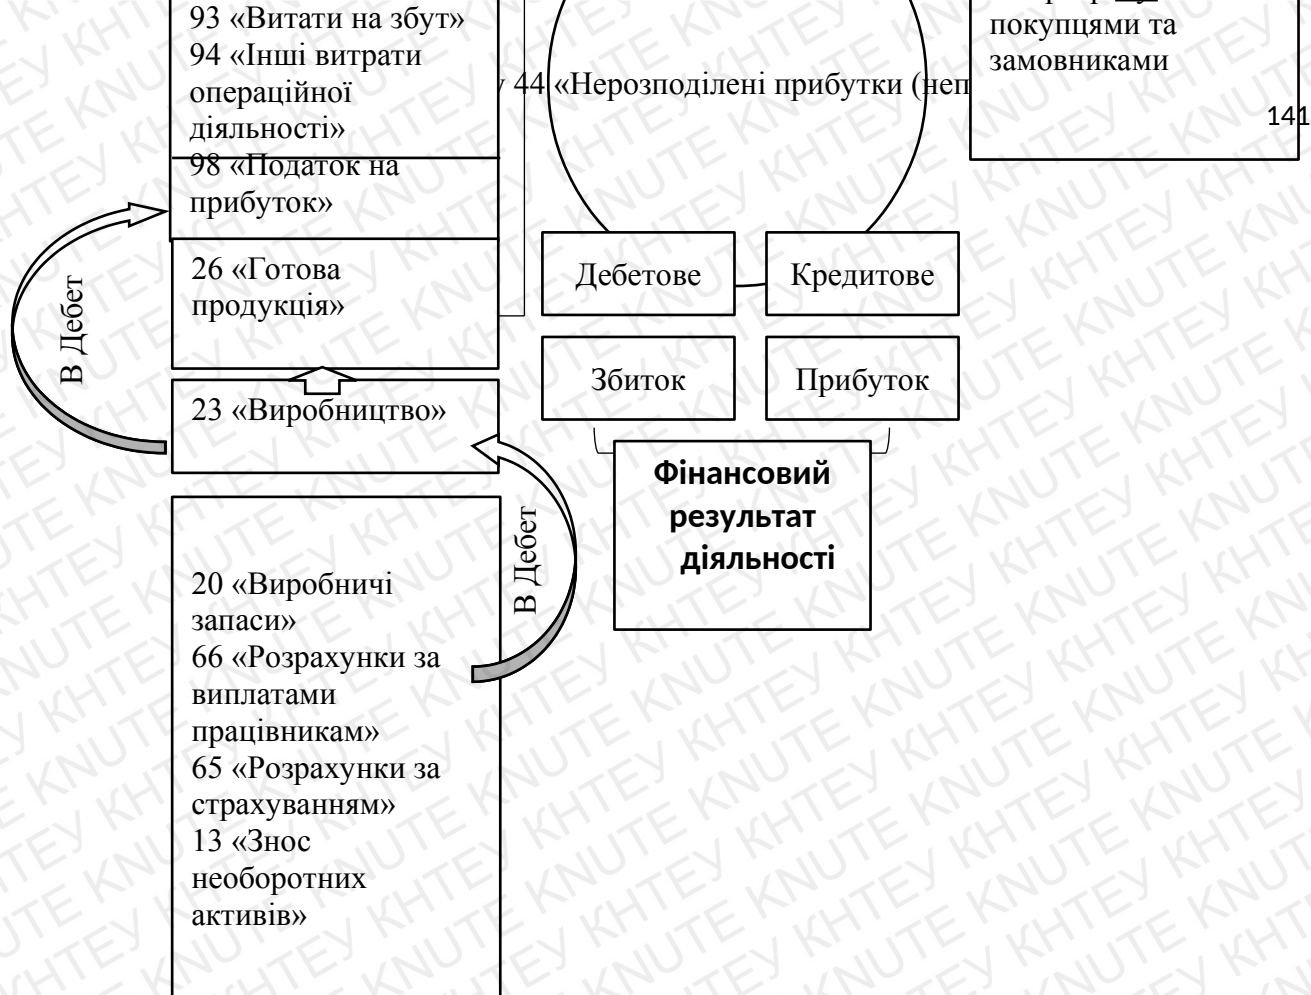 93 «Витати на збут»
94 «Інші витрати
операційної
діяльності»
98 «Податок на
прибуток»
44 «Нерозподілені прибутки (неп
покупцями та
замовниками
141
В Дебет
26 «Готова
продукція»
23 «Виробництво»
Дебетове
Кредитове
Збиток
Прибуток
Фінансовий
результат
діяльності
В Дебет
20 «Виробничі
запаси»
66 «Розрахунки за
виплатами
працівникам»
65 «Розрахунки за
страхуванням»
13 «Знос
необоротних
активів»